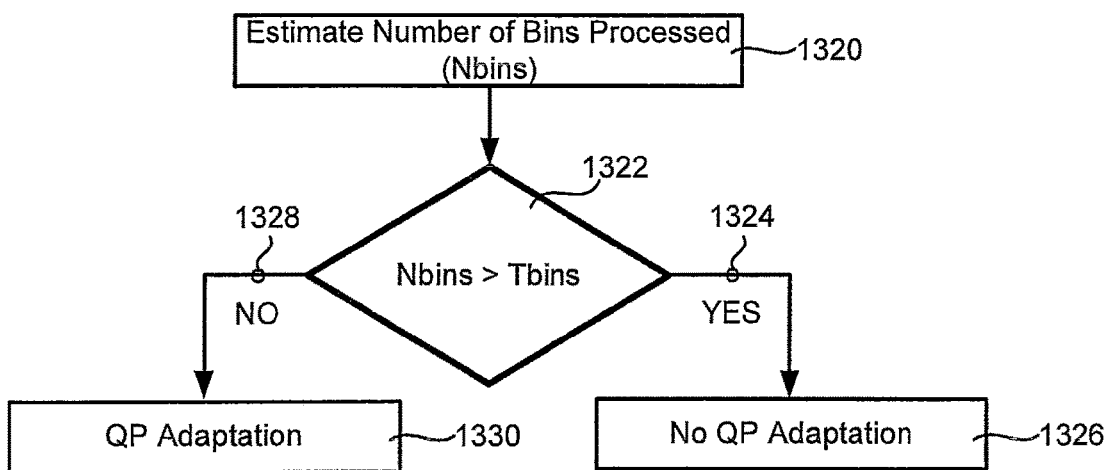 Estimate Number of Bins Processed
(Nbins)
1320
1322
1328
1324
Nbins > Tbins
NO
YES
QP Adaptation
1330
No QP Adaptation
1326